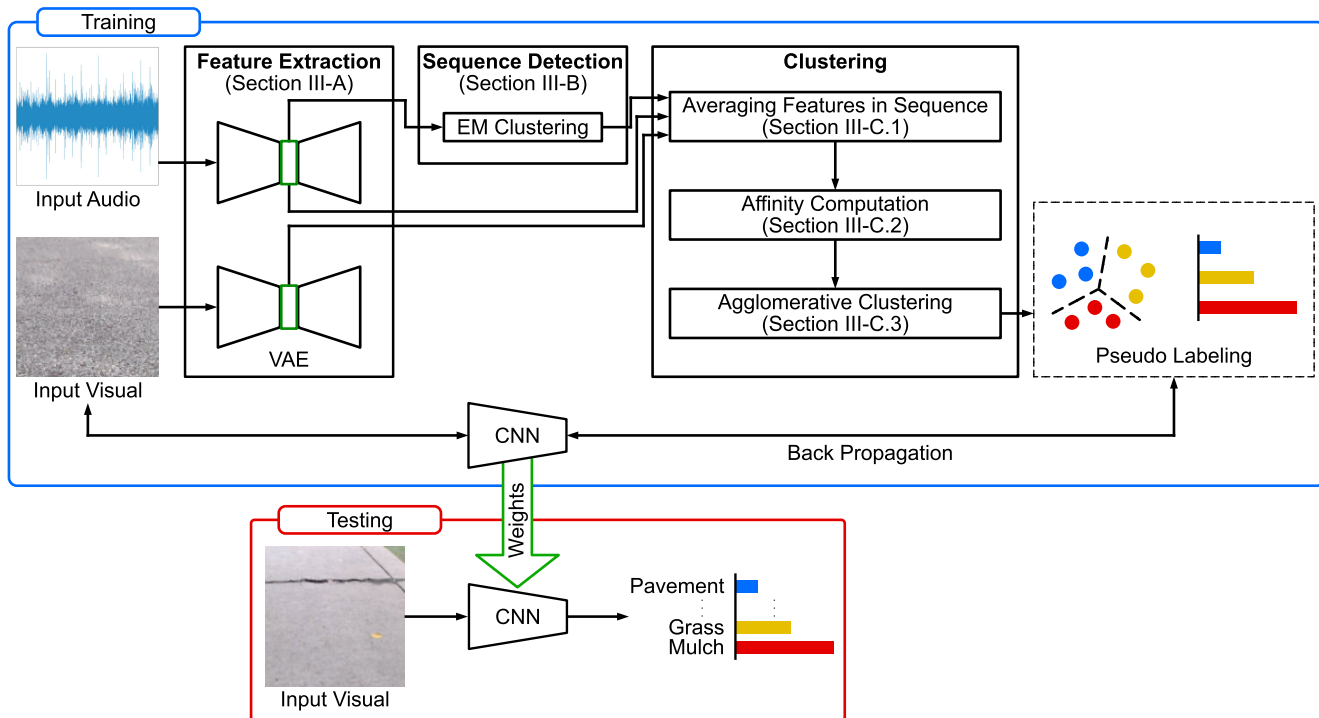 Training
Feature Extraction
(Section III-A)
Sequence Detection
(Section III-B)
Clustering
EM Clustering
Averaging Features in Sequence
(Section III-C.1)
Input Audio
Affinity Computation
(Section III-C.2)
Agglomerative Clustering
(Section III-C.3)
VAE
Pseudo Labeling
Input Visual
CNN
Back Propagation
Weights
Testing
CNN
Pavement
Grass
Mulch
Input Visual